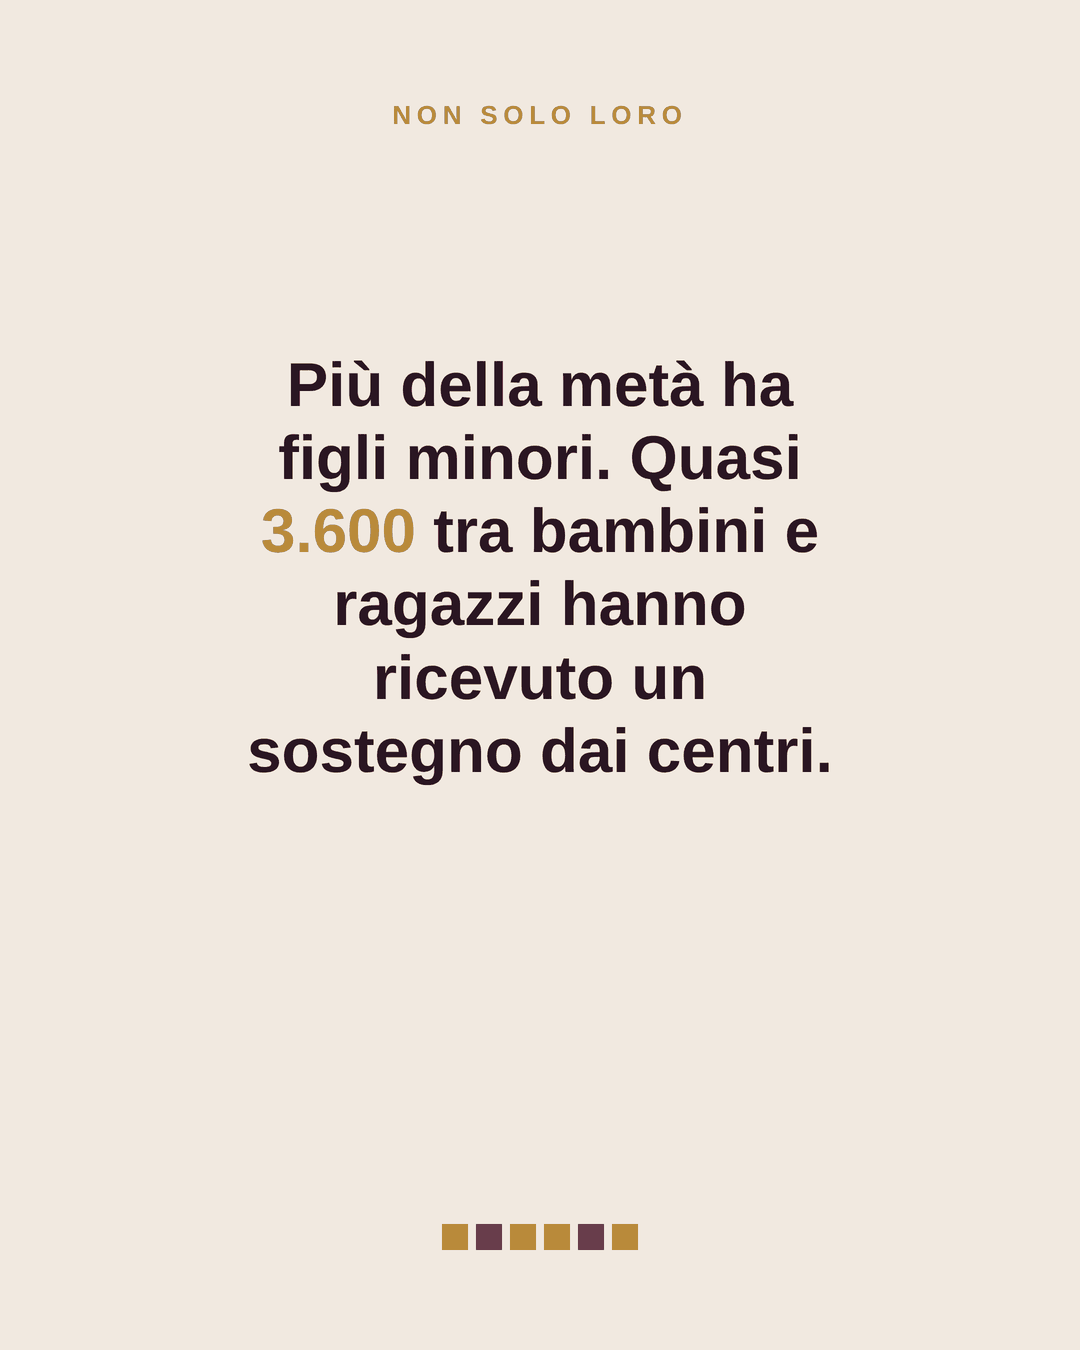 NON SOLO LORO
Più della metà ha
figli minori. Quasi
3.600 tra bambini e
ragazzi hanno
ricevuto un
sostegno dai centri.